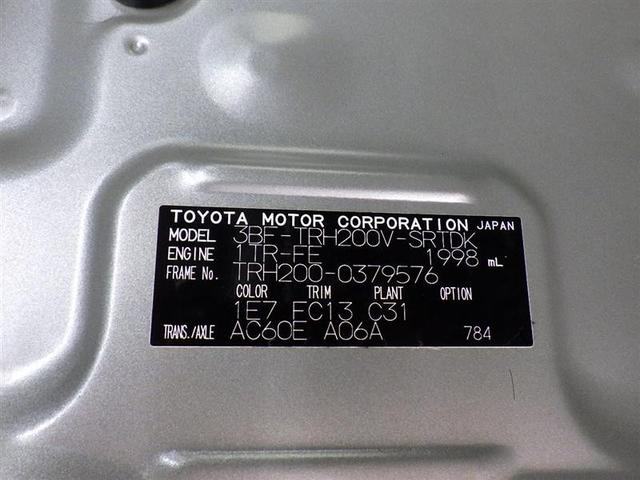 TOYOTA MOTOR CORPORATION JAPAN
MODEL 3BF-TRH200V-SRTDK
ENGINE 1TR-FE 1998 mL
FRAME No. TRH200-0379576
COLOR TRIM PLANT OPTION
1E7 FC13 C31
TRANS./AXLE AC60E A06A 784